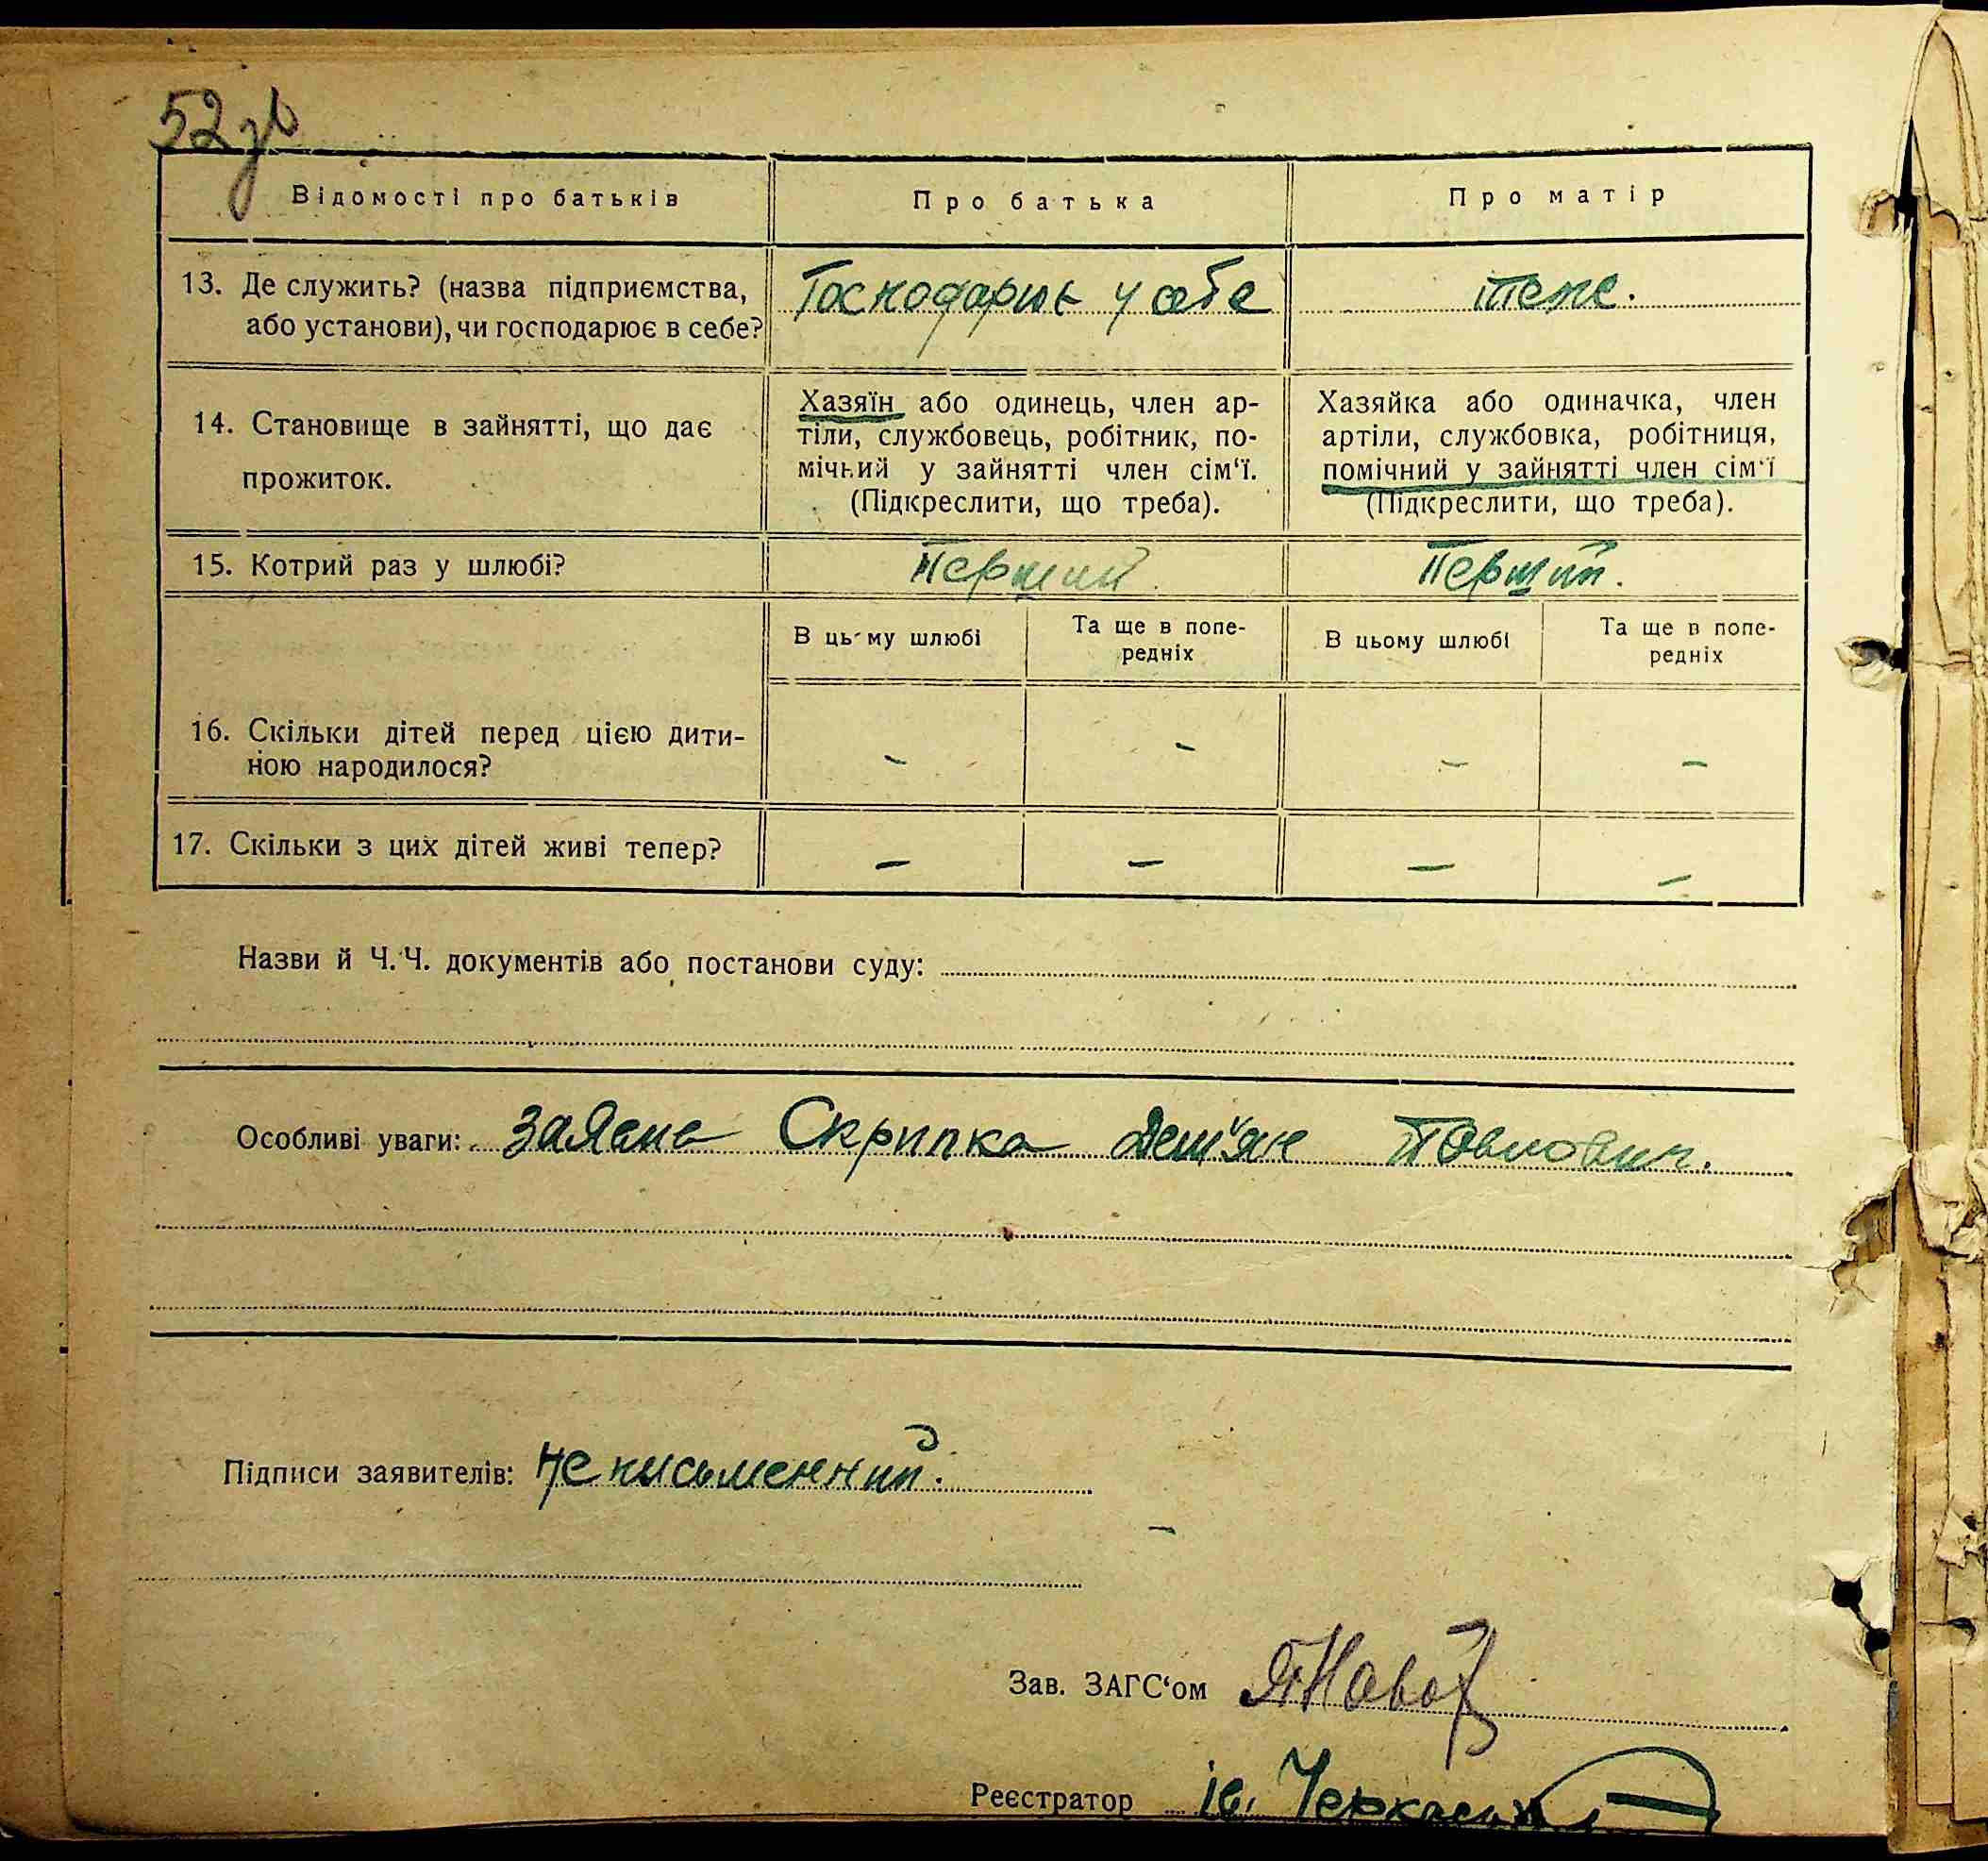 52зв
Відомості про батьків
Про батька
Про матір
13. Де служить? (назва підприємства,
або установи), чи господарює в себе?
Господарює у себе
теже.
14. Становище в зайнятті, що дає
прожиток.
Хазяїн або одинець, член ар-
тіли, службовець, робітник, по-
мічний у зайнятті член сім‘ї.
(Підкреслити, що треба).
Хазяйка або одиначка, член
артіли, службовка, робітниця,
помічний у зайнятті член сім‘ї
(Підкреслити, що треба).
15. Котрий раз у шлюбі?
Перший.
Перший.
В цьому шлюбі
Та ще в попе-
редніх
В цьому шлюбі
Та ще в попе-
редніх
16. Скільки дітей перед цією дити-
ною народилося?
– – – –
17. Скільки з цих дітей живі тепер?
– – – –
Назви й Ч.Ч. документів або постанови суду:
Особливі уваги: Скрипка Дем'ян Павлович.
Підписи заявителів: неписьменний.
Зав. ЗАГС‘ом
Реєстратор